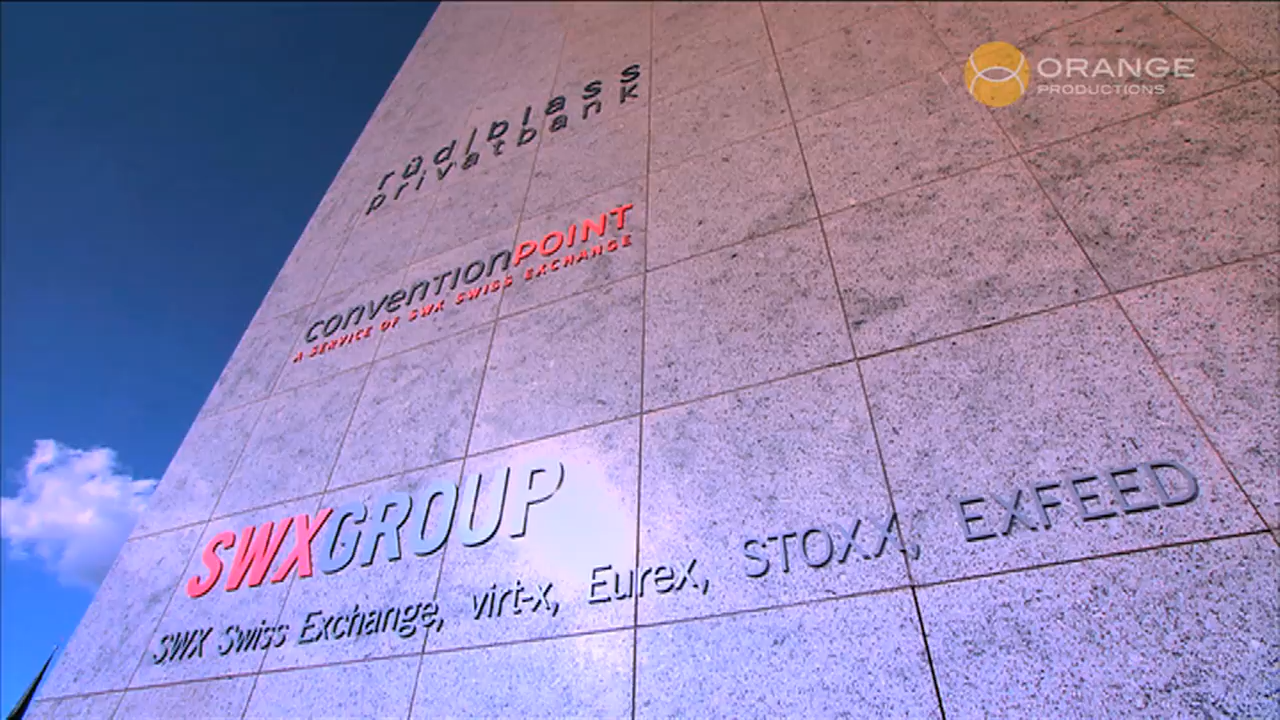 ORANGE
PRODUCTIONS
rüd/blass
privatbank
conventionPOINT
A SERVICE OF SWX SWISS EXCHANGE
SWXGROUP
SWX Swiss Exchange, virt-x, Eurex, STOXX, EXFEED